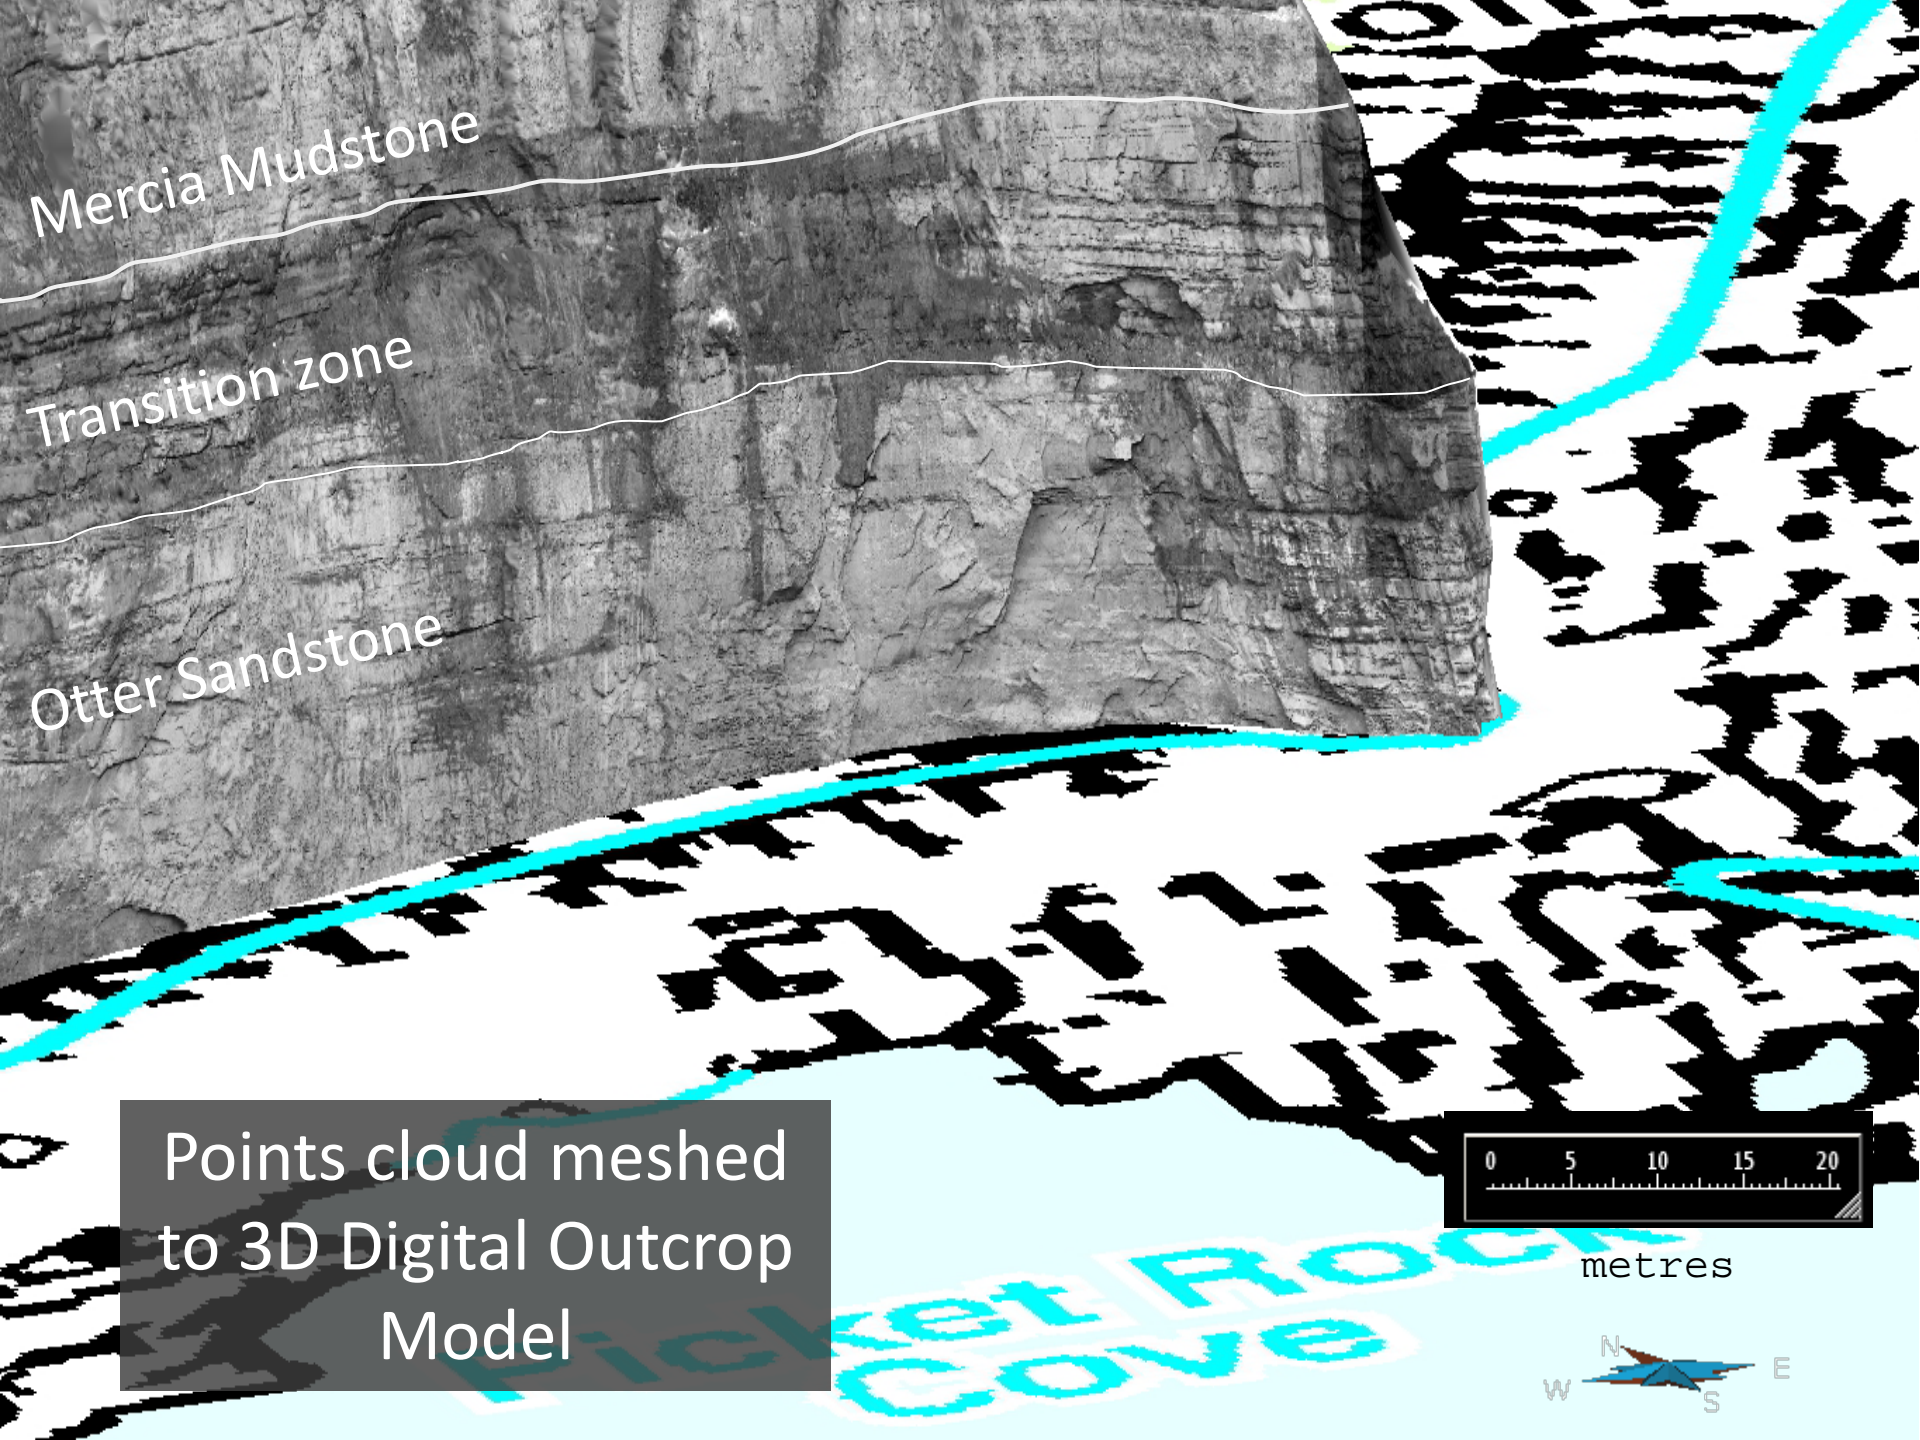 Mercia Mudstone
Transition zone
Otter Sandstone
Points cloud meshed
to 3D Digital Outcrop
Model
0 5 10 15 20
metres
Picket Rock
Cove
N
E
W
S